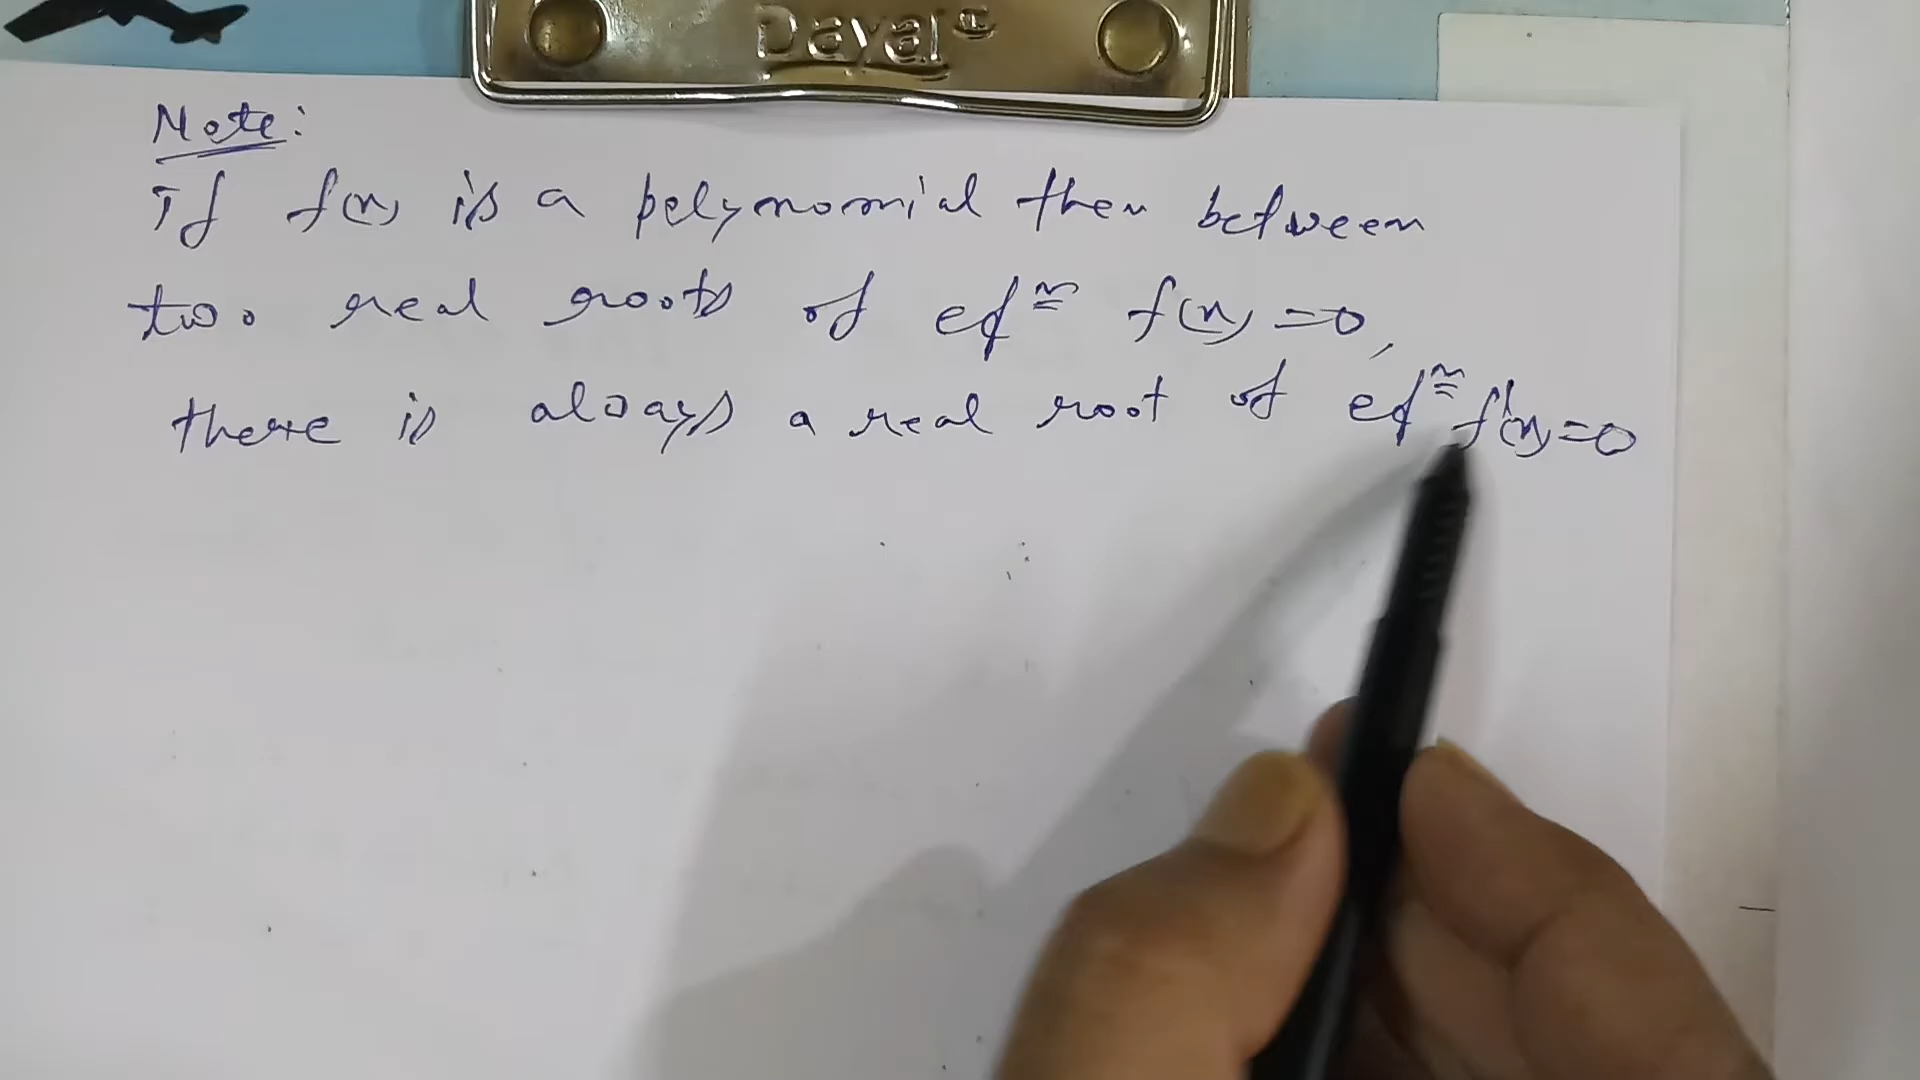 Dayal
Note:
If f(x) is a polynomial then between
two real roots of eqⁿ f(x)=0,
there is always a real root of eqⁿ f'(x)=0